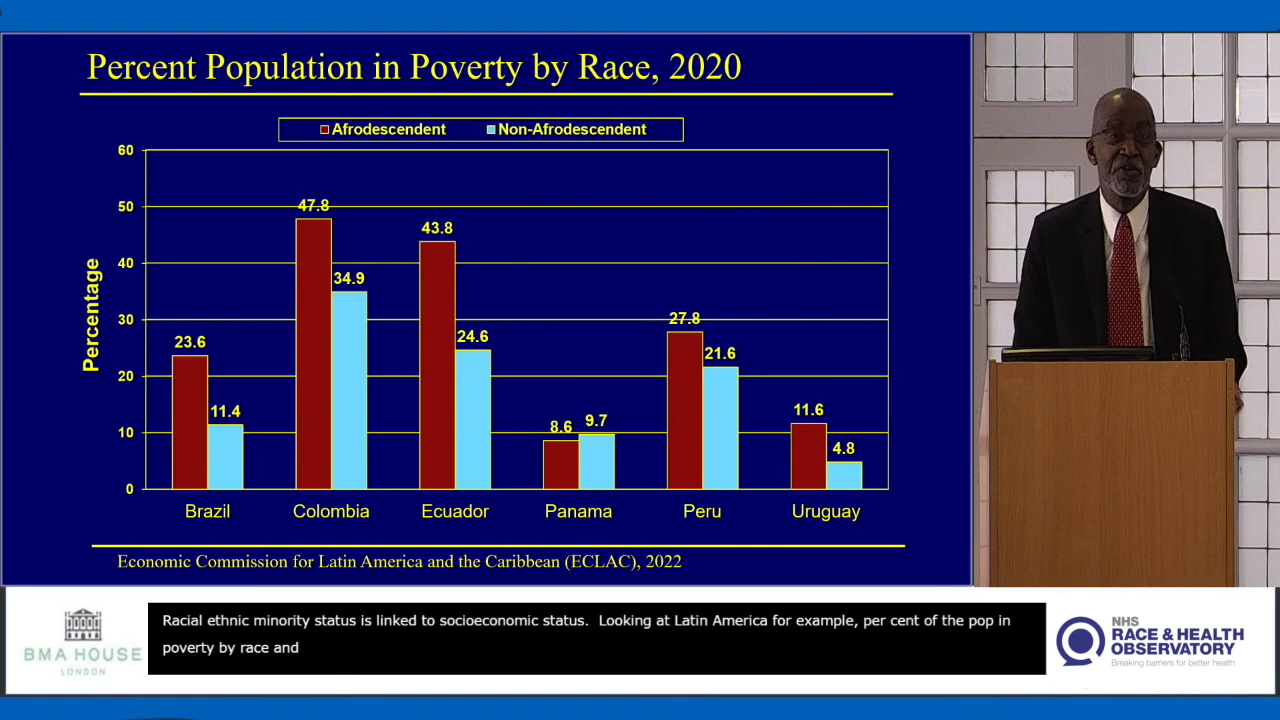 Percent Population in Poverty by Race, 2020
Afrodescendent Non-Afrodescendent
Percentage
60
50
40
30
20
10
0
47.8
43.8
34.9
23.6
24.6
27.8
21.6
11.4
8.6
9.7
11.6
4.8
Brazil Colombia Ecuador Panama Peru Uruguay
Economic Commission for Latin America and the Caribbean (ECLAC), 2022
BMA HOUSE
LONDON
Racial ethnic minority status is linked to socioeconomic status. Looking at Latin America for example, per cent of the pop in
poverty by race and
NHS
RACE & HEALTH
OBSERVATORY
Breaking barriers for better health